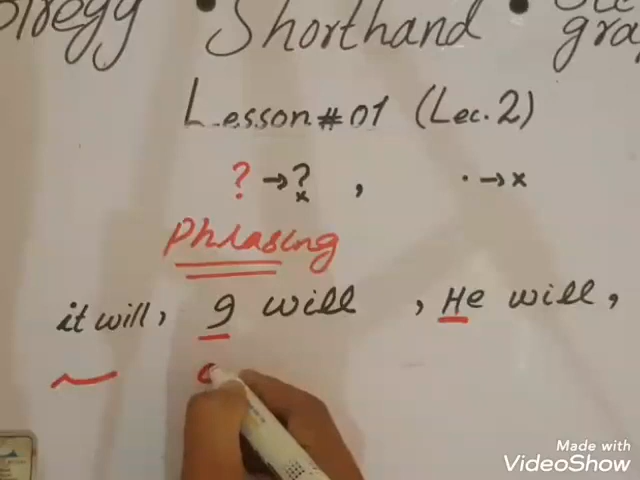 Shorthand
Lesson # 01 (Lec. 2)
? → ? x , . → x
Phrasing
it will, I will , He will,
Made with
VideoShow